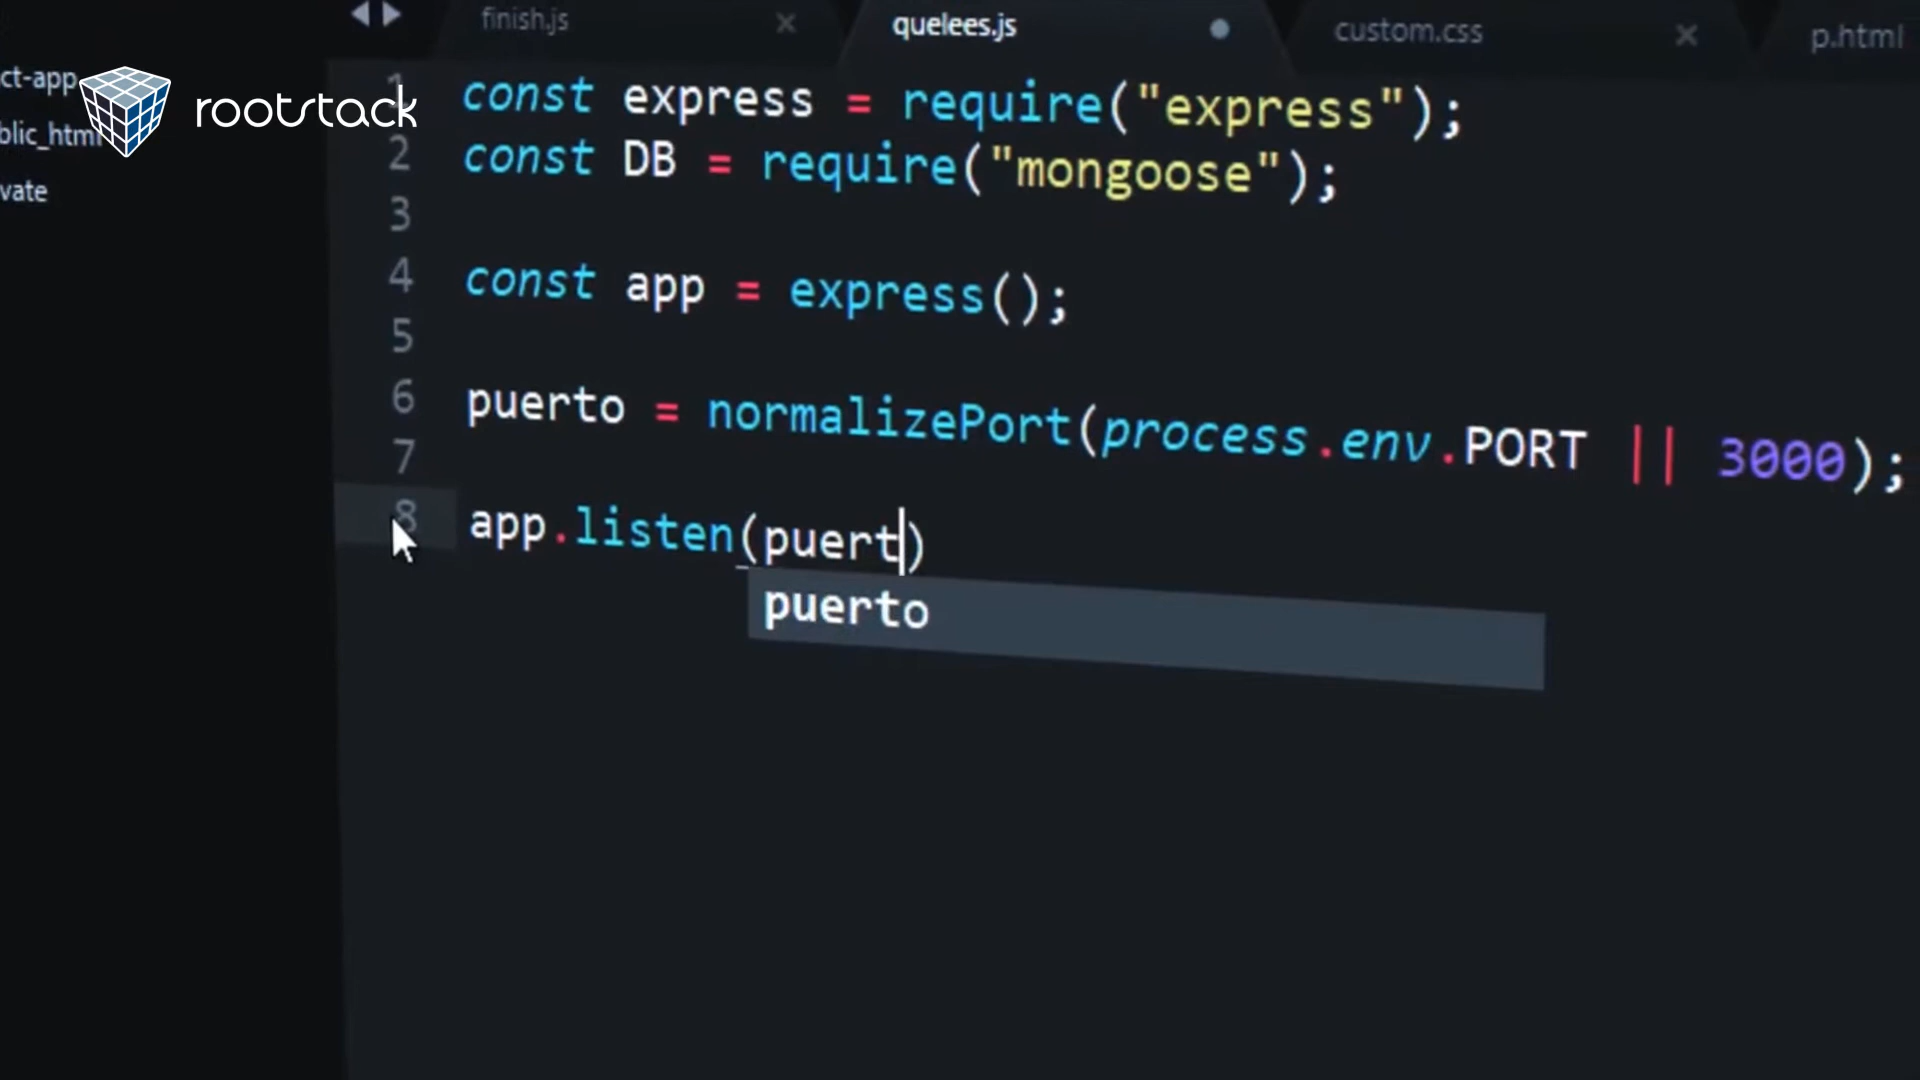 finish.js
quelees.js
custom.css
p.html
ct-app
blic_html
vate
rootstack
1 const express = require("express");
2 const DB = require("mongoose");
3
4 const app = express();
5
6 puerto = normalizePort(process.env.PORT || 3000);
7
8 app.listen(puert)
puerto